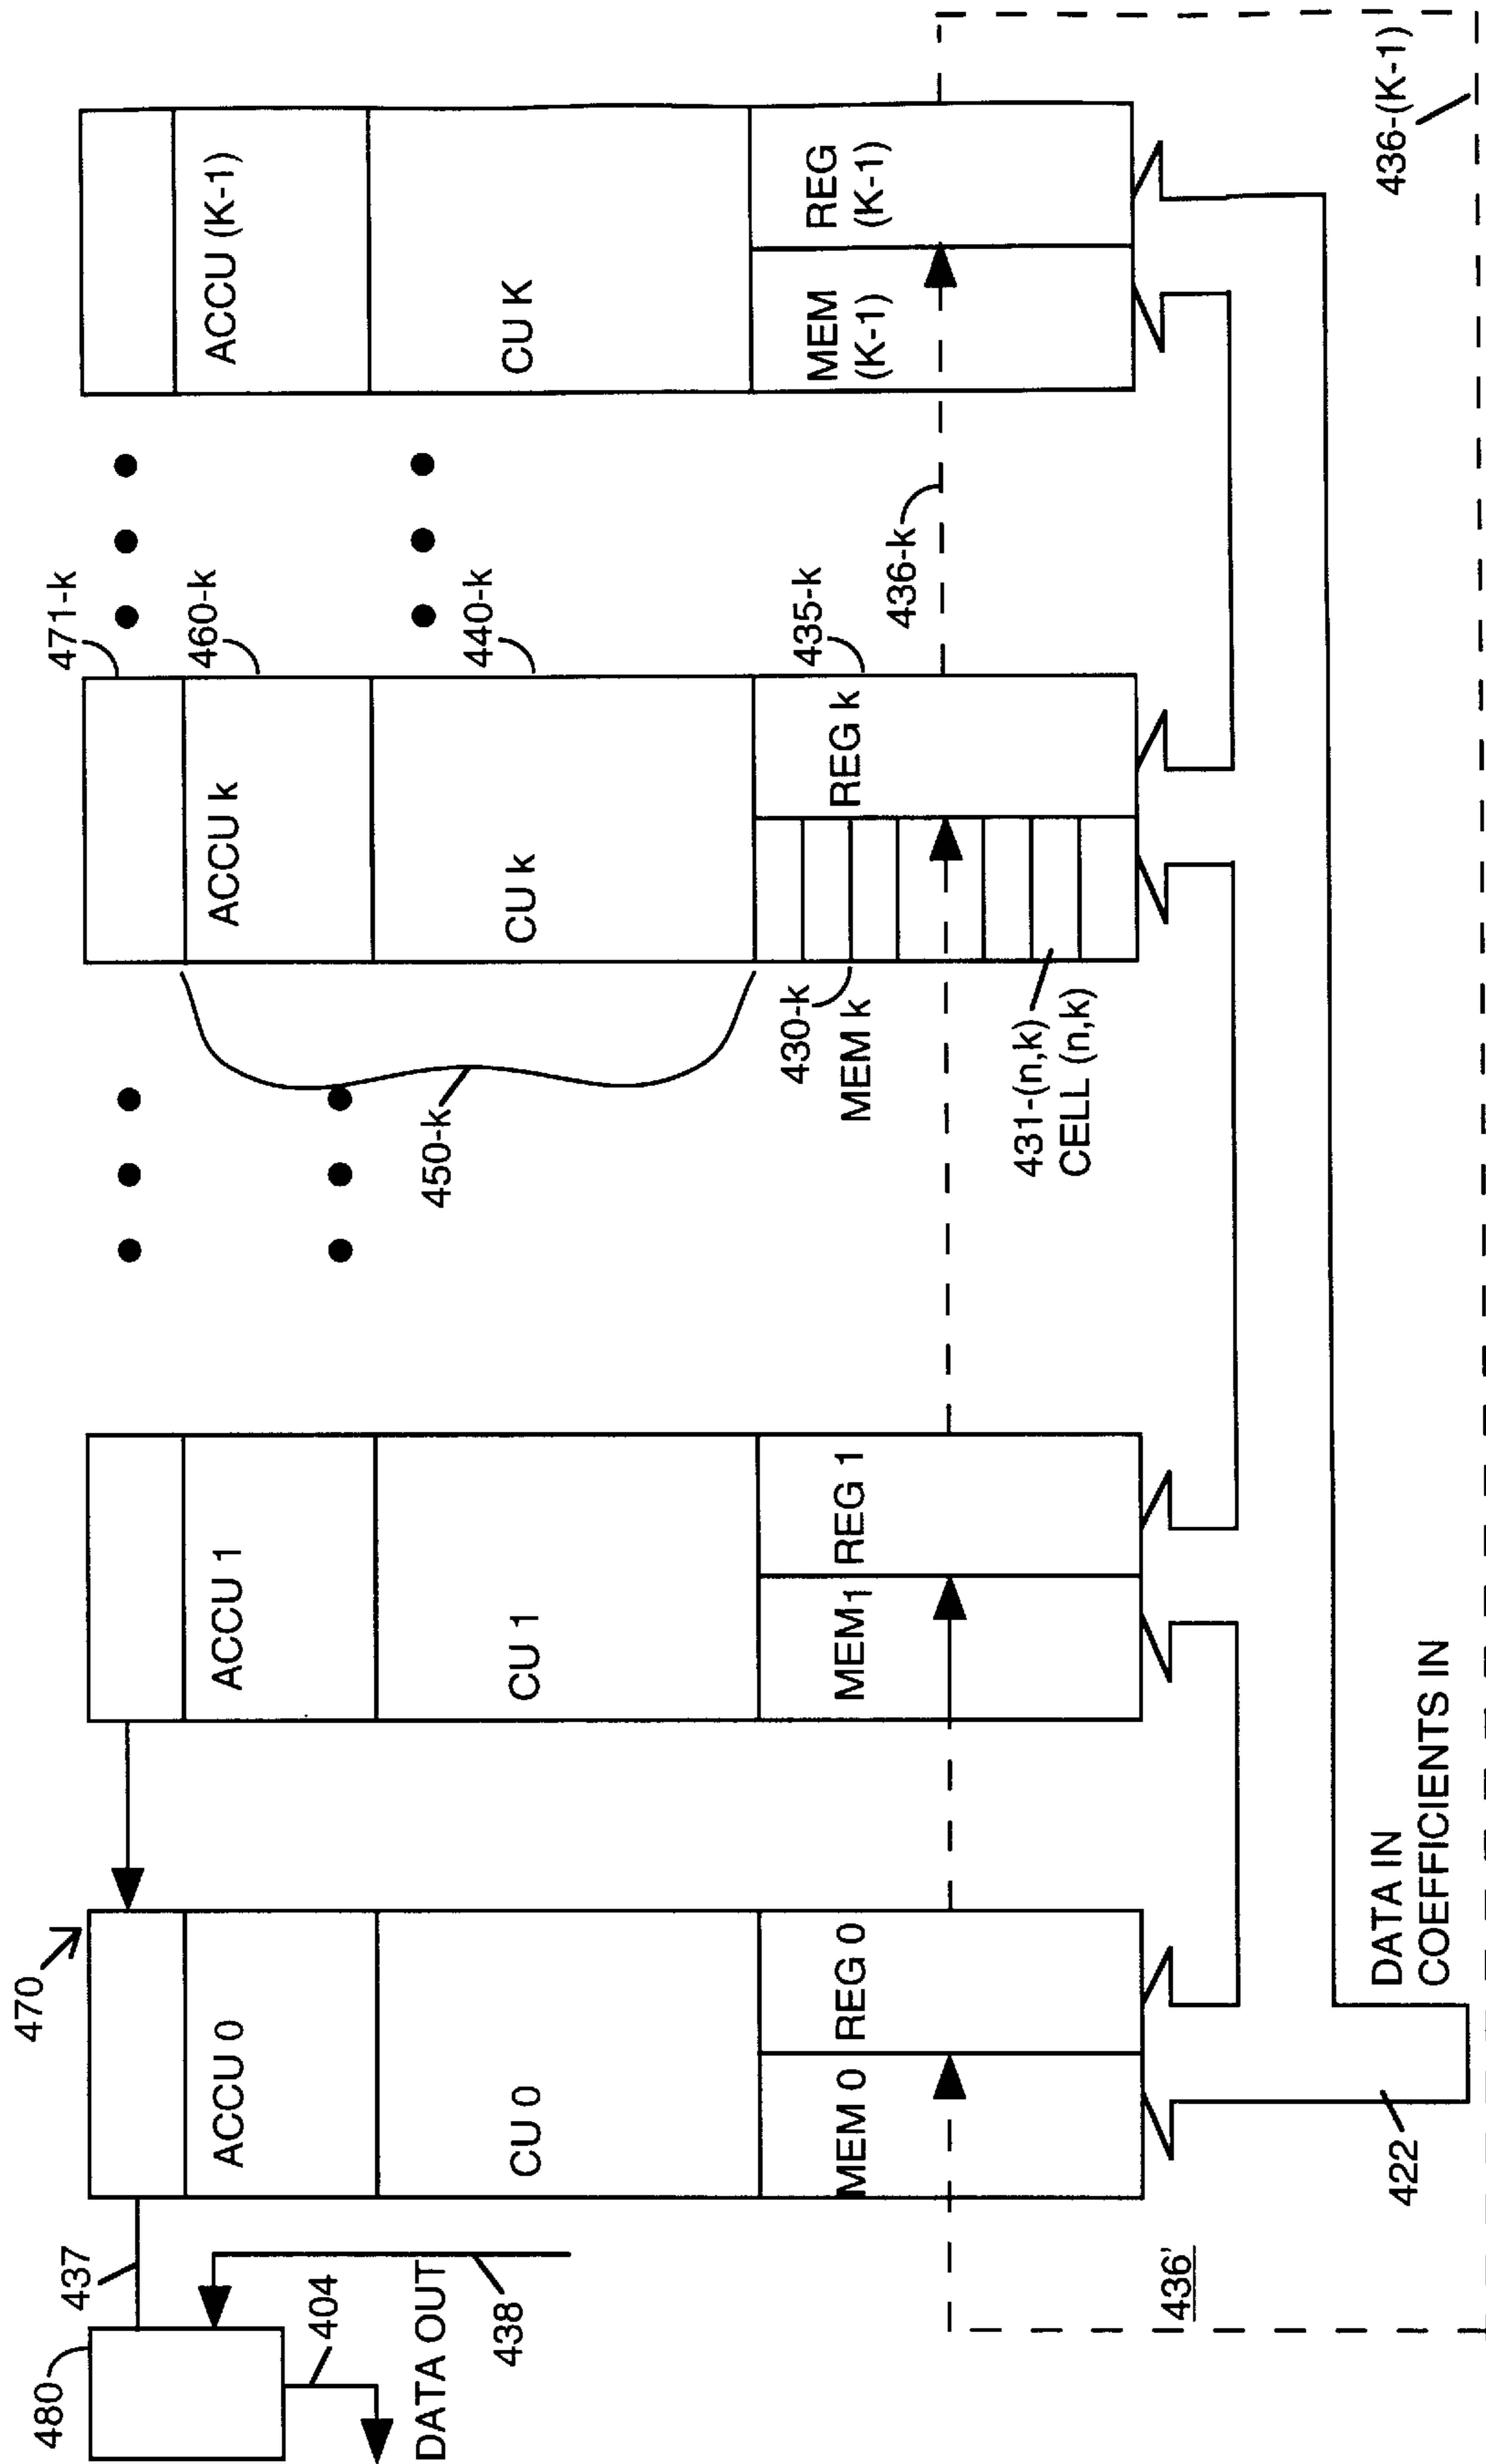 480
437
404
DATA OUT
438
436'
422
470
ACCU 0
CU 0
MEM 0
REG 0
DATA IN
COEFFICIENTS IN
ACCU 1
CU 1
MEM 1
REG 1
450-k
430-k
MEM k
431-(n,k)
CELL (n,k)
ACCU k
CU k
REG k
471-k
460-k
440-k
435-k
436-k
ACCU (K-1)
CU K
MEM
(K-1)
REG
(K-1)
436-(K-1)